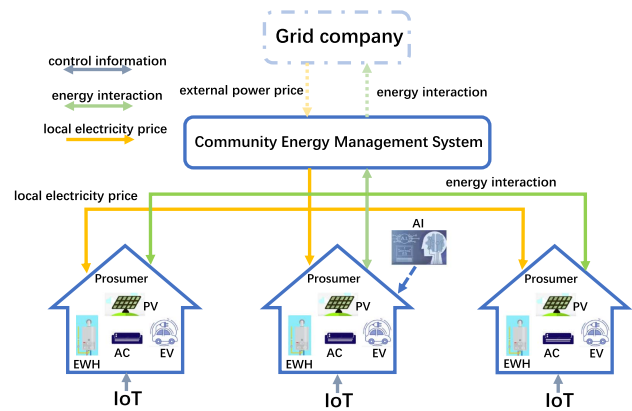 Grid company
control information
energy interaction
local electricity price
external power price
energy interaction
Community Energy Management System
local electricity price
energy interaction
AI
Prosumer
PV
EWH
AC
EV
IoT
Prosumer
PV
EWH
AC
EV
IoT
Prosumer
PV
EWH
AC
EV
IoT